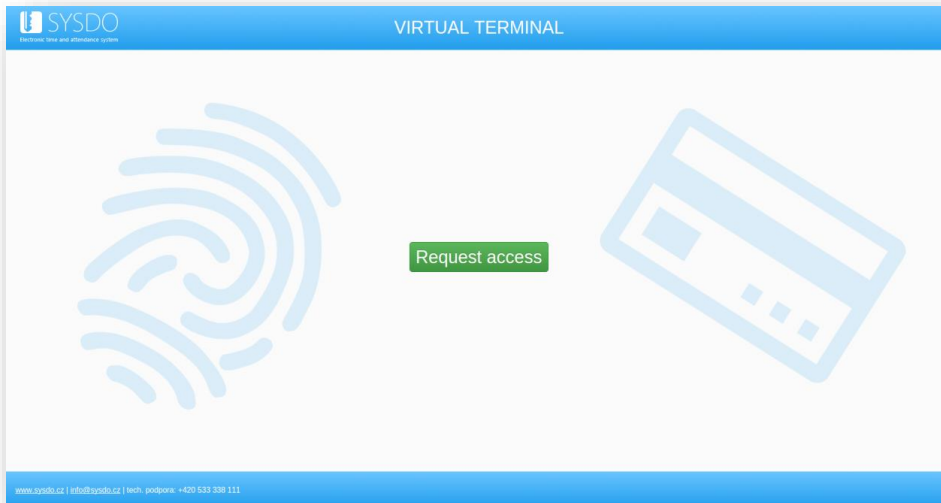 SYSDO
Electronic time and attendance system
VIRTUAL TERMINAL
Request access
www.sysdo.cz | info@sysdo.cz | tech. podpora: +420 533 338 111